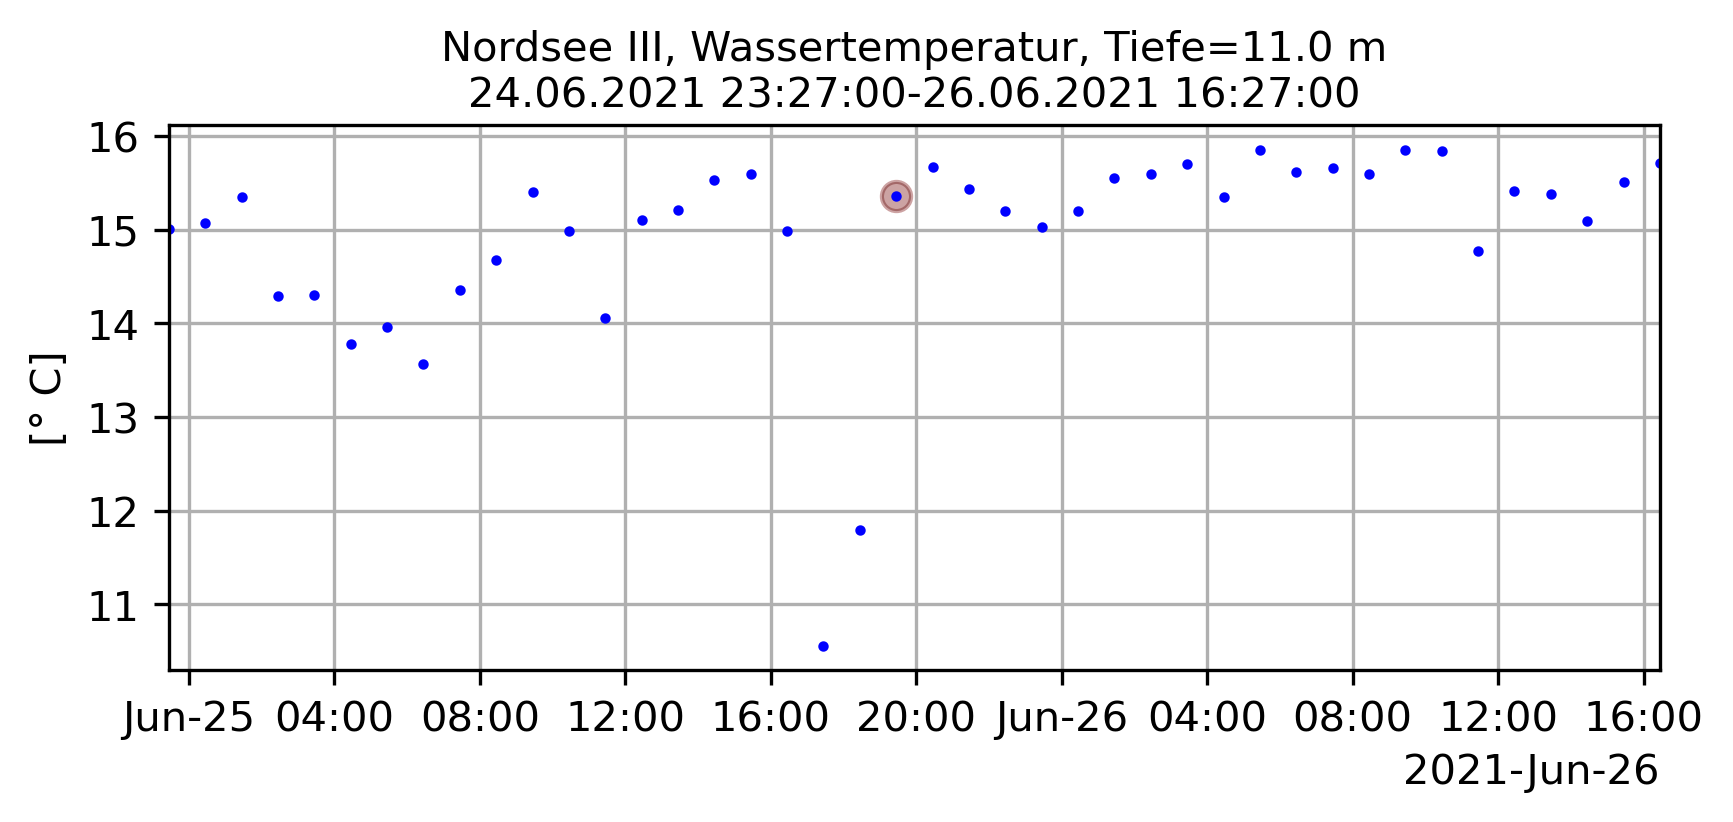 Nordsee III, Wassertemperatur, Tiefe=11.0 m
24.06.2021 23:27:00-26.06.2021 16:27:00
16
15
14
13
12
11
[° C]
Jun-25 04:00 08:00 12:00 16:00 20:00 Jun-26 04:00 08:00 12:00 16:00
2021-Jun-26